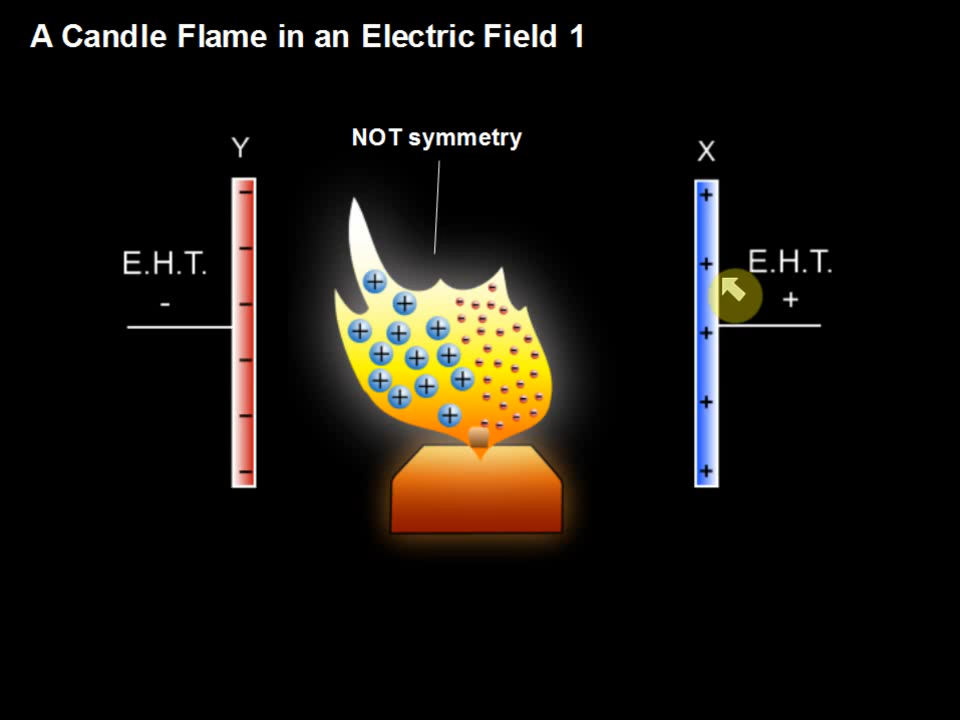 A Candle Flame in an Electric Field 1
NOT symmetry
Y
X
E.H.T.
-
E.H.T.
+